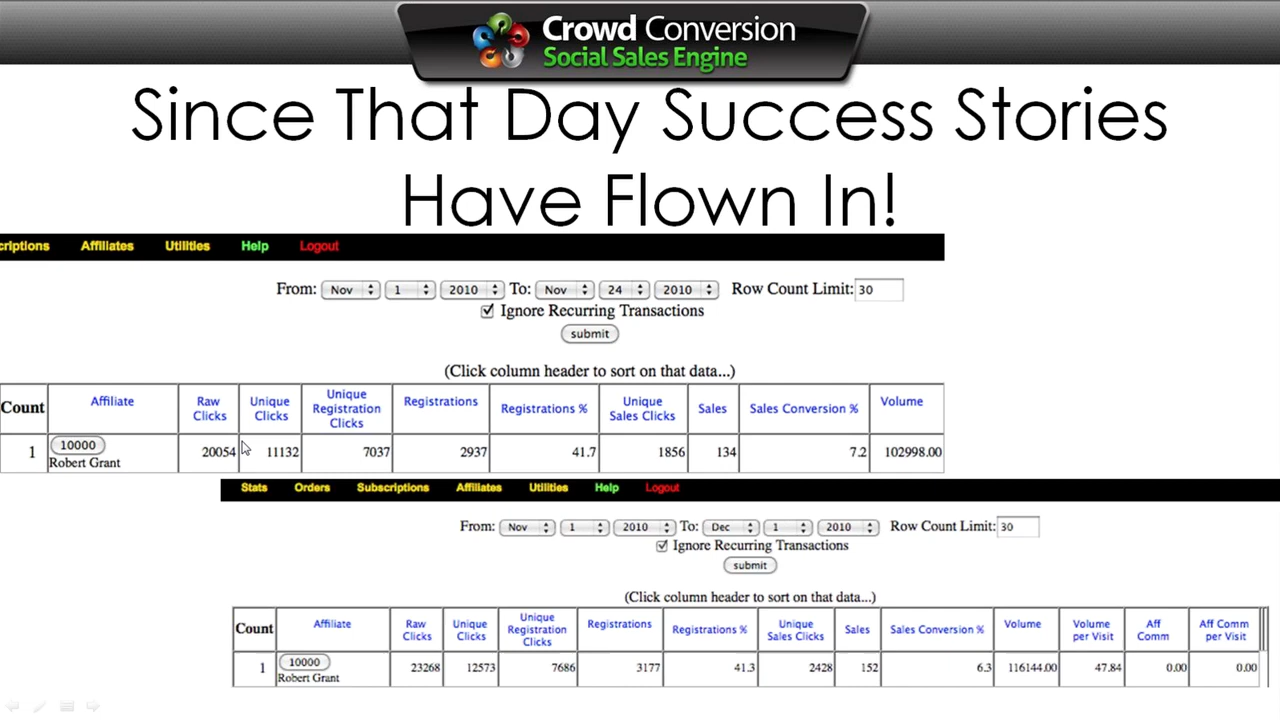 Crowd Conversion
Social Sales Engine
Since That Day Success Stories
Have Flown In!
criptions Affiliates Utilities Help Logout
From: Nov 1 2010 To: Nov 24 2010 Row Count Limit: 30
Ignore Recurring Transactions
submit
(Click column header to sort on that data...)
Count Affiliate Raw Clicks Unique Clicks Unique Registration Clicks Registrations Registrations % Unique Sales Clicks Sales Sales Conversion % Volume
1 10000 Robert Grant 20054 11132 7037 2937 41.7 1856 134 7.2 102998.00
Stats Orders Subscriptions Affiliates Utilities Help Logout
From: Nov 1 2010 To: Dec 1 2010 Row Count Limit: 30
Ignore Recurring Transactions
submit
(Click column header to sort on that data...)
Count Affiliate Raw Clicks Unique Clicks Unique Registration Clicks Registrations Registrations % Unique Sales Clicks Sales Sales Conversion % Volume Volume per Visit Aff Comm Aff Comm per Visit
1 10000 Robert Grant 23268 12573 7686 3177 41.3 2428 152 6.3 116144.00 47.84 0.00 0.00